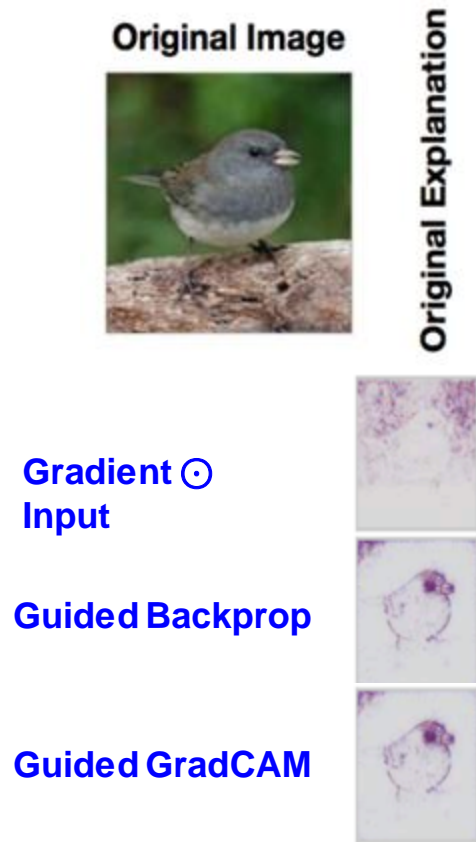 Original Image
Original Explanation
Gradient ⊙
Input
Guided Backprop
Guided GradCAM